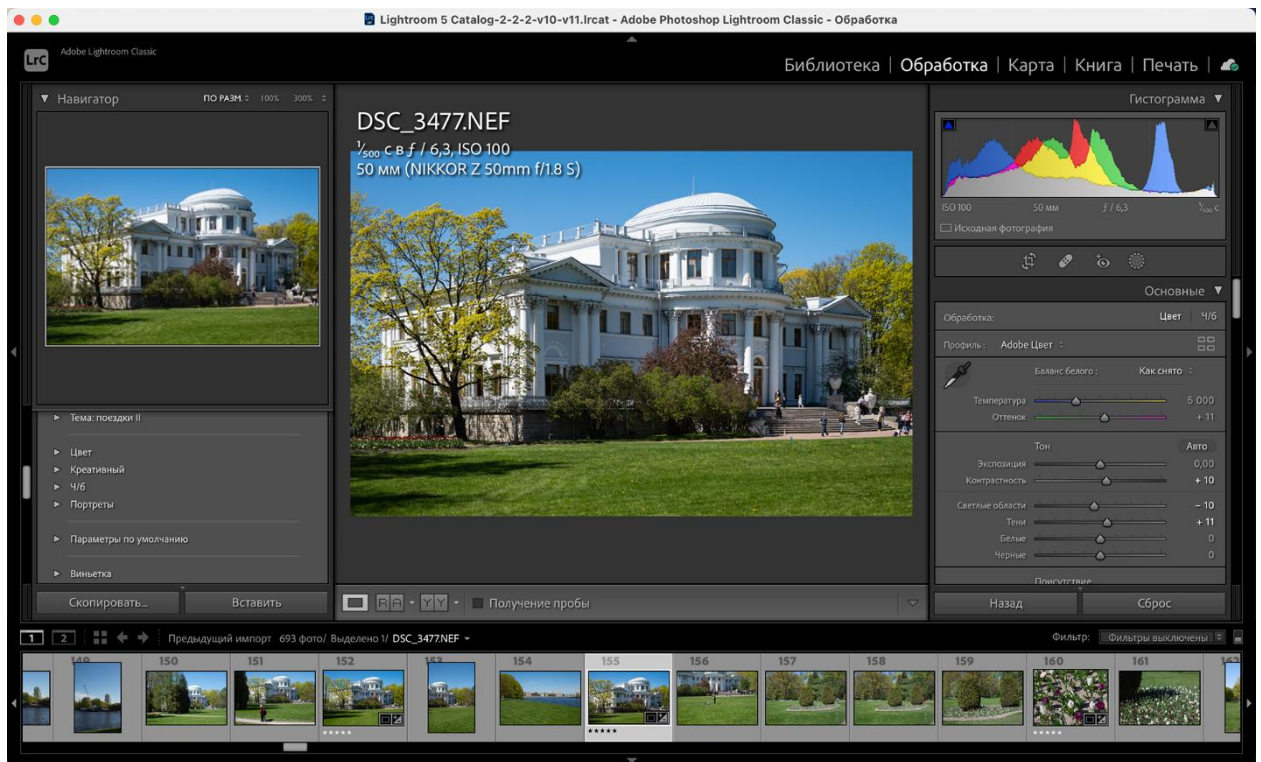 Lightroom 5 Catalog-2-2-2-v10-v11.lrcat - Adobe Photoshop Lightroom Classic - Обработка
LrC Adobe Lightroom Classic
Библиотека | Обработка | Карта | Книга | Печать |
Навигатор ПО РАЗМ. 100% 300%
DSC_3477.NEF
1/500 с в ƒ / 6,3, ISO 100
50 мм (NIKKOR Z 50mm f/1.8 S)
Тема: поездки II
Цвет
Креативный
Ч/б
Портреты
Параметры по умолчанию
Виньетка
Скопировать... Вставить
RA YY Получение пробы
Гистограмма
ISO 100 50 мм ƒ / 6,3 1/500 с
Исходная фотография
Основные
Обработка: Цвет Ч/б
Профиль: Adobe Цвет
Баланс белого: Как снято
Температура 5 000
Оттенок + 11
Тон Авто
Экспозиция 0,00
Контрастность + 10
Светлые области – 10
Тени + 11
Белые 0
Черные 0
Присутствие
Назад Сброс
1 2 Предыдущий импорт 693 фото/ Выделено 1/ DSC_3477.NEF Фильтр: Фильтры выключены
149 150 151 152 153 154 155 156 157 158 159 160 161 162